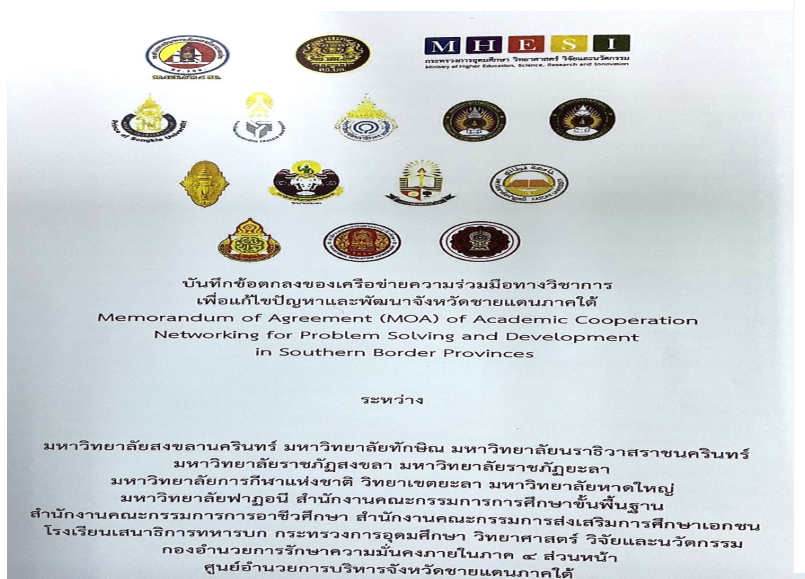 ศอ.บต.
MHESI
กระทรวงการอุดมศึกษา วิทยาศาสตร์ วิจัยและนวัตกรรม
Ministry of Higher Education, Science, Research and Innovation
Prince of Songkla University
บันทึกข้อตกลงของเครือข่ายความร่วมมือทางวิชาการ
เพื่อแก้ไขปัญหาและพัฒนาจังหวัดชายแดนภาคใต้
Memorandum of Agreement (MOA) of Academic Cooperation
Networking for Problem Solving and Development
in Southern Border Provinces
ระหว่าง
มหาวิทยาลัยสงขลานครินทร์ มหาวิทยาลัยทักษิณ มหาวิทยาลัยนราธิวาสราชนครินทร์
มหาวิทยาลัยราชภัฏสงขลา มหาวิทยาลัยราชภัฏยะลา
มหาวิทยาลัยการกีฬาแห่งชาติ วิทยาเขตยะลา มหาวิทยาลัยหาดใหญ่
มหาวิทยาลัยฟาฏอนี สำนักงานคณะกรรมการการศึกษาขั้นพื้นฐาน
สำนักงานคณะกรรมการการอาชีวศึกษา สำนักงานคณะกรรมการส่งเสริมการศึกษาเอกชน
โรงเรียนเสนาธิการทหารบก กระทรวงการอุดมศึกษา วิทยาศาสตร์ วิจัยและนวัตกรรม
กองอำนวยการรักษาความมั่นคงภายในภาค ๔ ส่วนหน้า
ศูนย์อำนวยการบริหารจังหวัดชายแดนภาคใต้